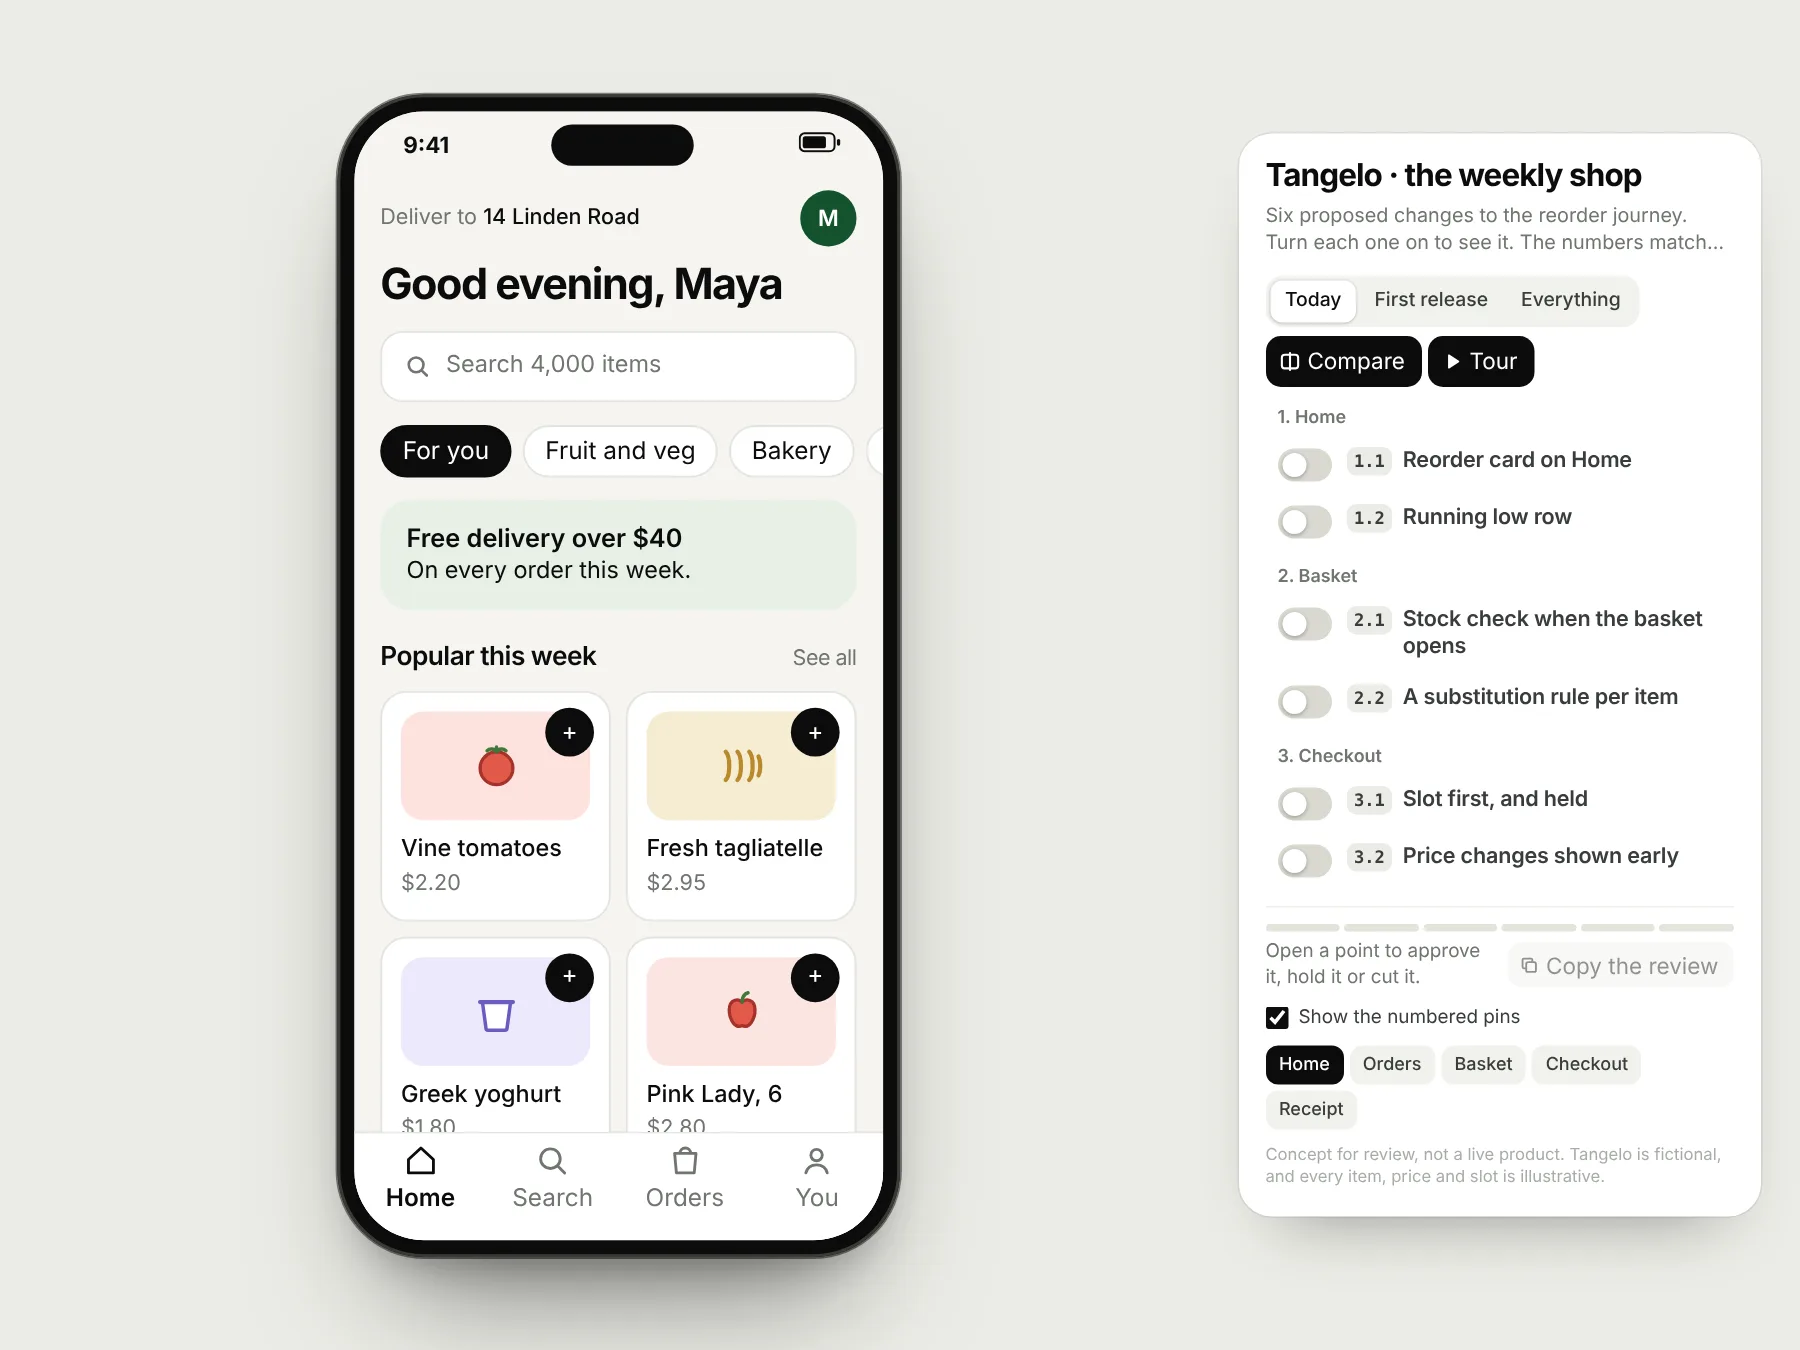 9:41
Deliver to 14 Linden Road
M
Good evening, Maya
Search 4,000 items
For you
Fruit and veg
Bakery
Free delivery over $40
On every order this week.
Popular this week
See all
+
+
Vine tomatoes
$2.20
Fresh tagliatelle
$2.95
+
+
Greek yoghurt
$1.80
Pink Lady, 6
$2.80
Home
Search
Orders
You
Tangelo · the weekly shop
Six proposed changes to the reorder journey.
Turn each one on to see it. The numbers match...
Today
First release
Everything
Compare
Tour
1. Home
1.1 Reorder card on Home
1.2 Running low row
2. Basket
2.1 Stock check when the basket
opens
2.2 A substitution rule per item
3. Checkout
3.1 Slot first, and held
3.2 Price changes shown early
Open a point to approve
it, hold it or cut it.
Copy the review
Show the numbered pins
Home
Orders
Basket
Checkout
Receipt
Concept for review, not a live product. Tangelo is fictional,
and every item, price and slot is illustrative.